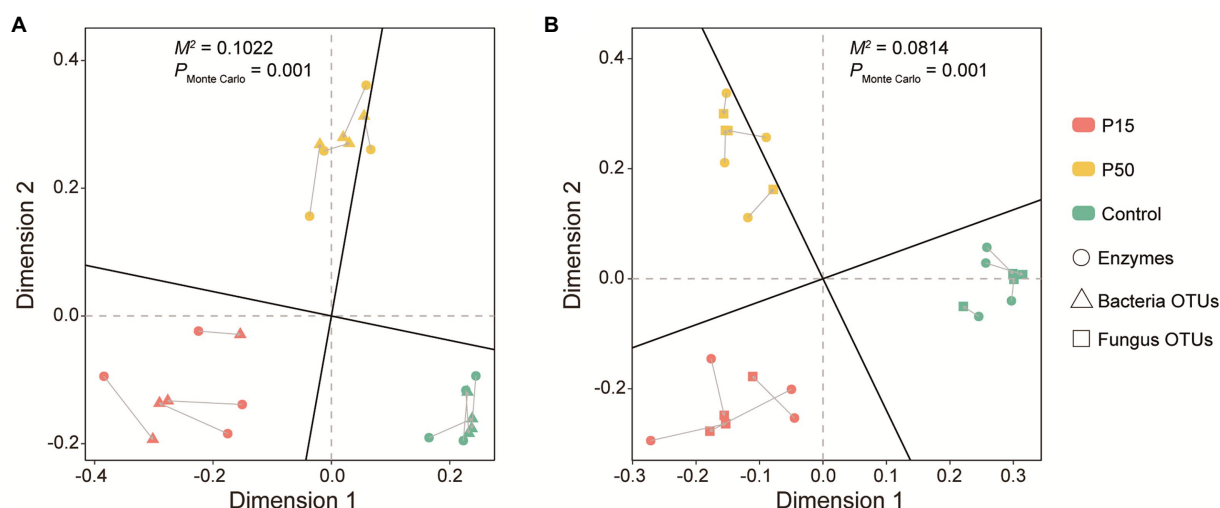 A
M² = 0.1022
P Monte Carlo = 0.001
0.4
0.2
0.0
-0.2
Dimension 2
-0.4
-0.2
0.0
0.2
Dimension 1
B
M² = 0.0814
P Monte Carlo = 0.001
0.4
0.2
0.0
-0.2
Dimension 2
-0.3
-0.2
-0.1
0.0
0.1
0.2
0.3
Dimension 1
P15
P50
Control
Enzymes
Bacteria OTUs
Fungus OTUs